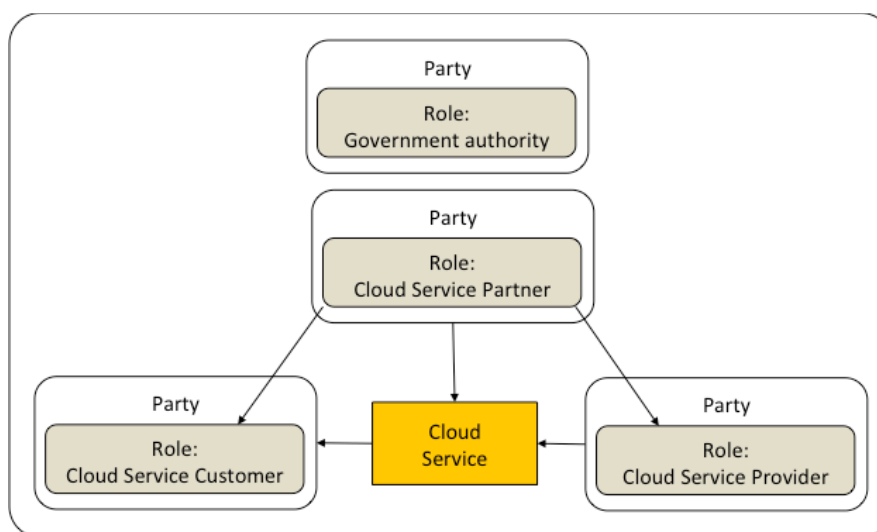 Party
Role:
Government authority
Party
Role:
Cloud Service Partner
Party
Role:
Cloud Service Customer
Cloud
Service
Party
Role:
Cloud Service Provider